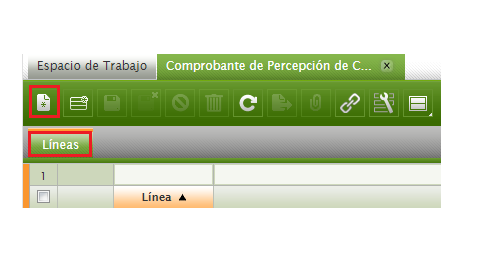 Espacio de Trabajo
Comprobante de Percepción de C...
Líneas
1
Línea